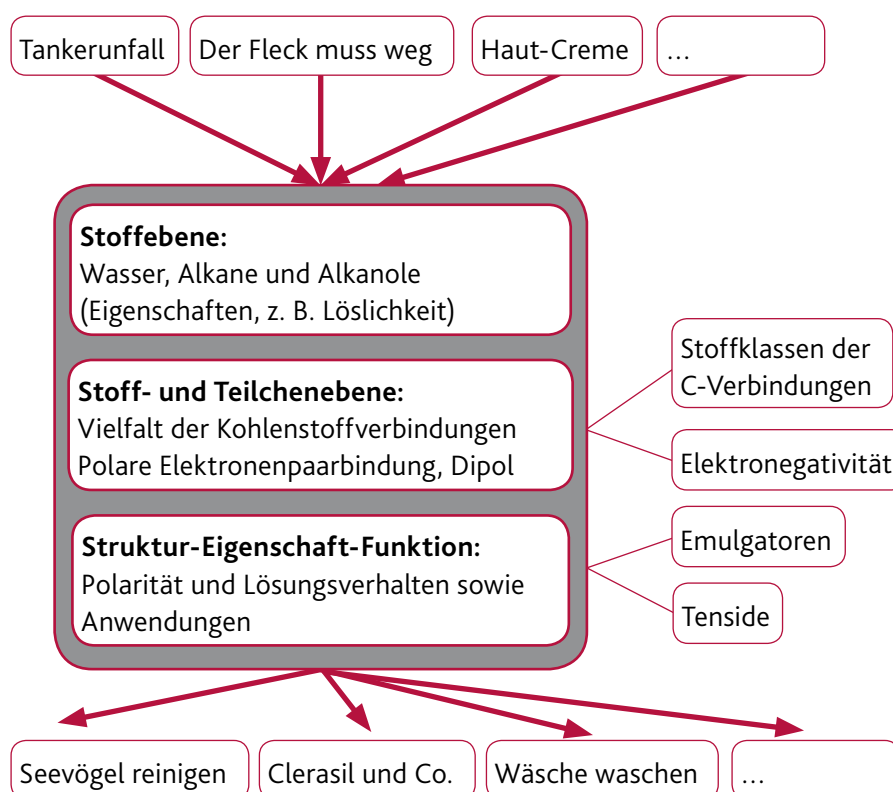 Tankerunfall
Der Fleck muss weg
Haut-Creme
…
Stoffebene:
Wasser, Alkane und Alkanole
(Eigenschaften, z. B. Löslichkeit)
Stoff- und Teilchenebene:
Vielfalt der Kohlenstoffverbindungen
Polare Elektronenpaarbindung, Dipol
Stoffklassen der
C-Verbindungen
Elektronegativität
Struktur-Eigenschaft-Funktion:
Polarität und Lösungsverhalten sowie
Anwendungen
Emulgatoren
Tenside
Seevögel reinigen
Clerasil und Co.
Wäsche waschen
…